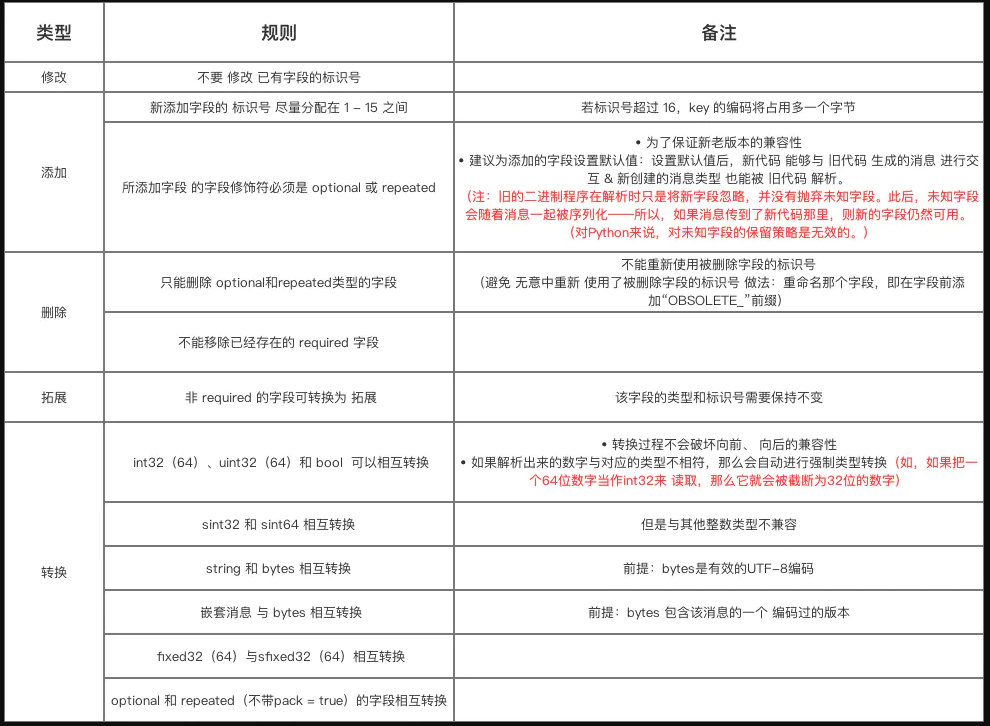 类型
规则
备注
修改
不要 修改 已有字段的标识号
添加
新添加字段的 标识号 尽量分配在 1 – 15 之间
若标识号超过 16，key 的编码将占用多一个字节
所添加字段 的字段修饰符必须是 optional 或 repeated
• 为了保证新老版本的兼容性
• 建议为添加的字段设置默认值：设置默认值后，新代码 能够与 旧代码 生成的消息 进行交
互 & 新创建的消息类型 也能被 旧代码 解析。
（注：旧的二进制程序在解析时只是将新字段忽略，并没有抛弃未知字段。此后，未知字段
会随着消息一起被序列化——所以，如果消息传到了新代码那里，则新的字段仍然可用。
（对Python来说，对未知字段的保留策略是无效的。）
删除
只能删除 optional和repeated类型的字段
不能重新使用被删除字段的标识号
（避免 无意中重新 使用了被删除字段的标识号 做法：重命名那个字段，即在字段前添
加“OBSOLETE_”前缀）
不能移除已经存在的 required 字段
拓展
非 required 的字段可转换为 拓展
该字段的类型和标识号需要保持不变
转换
int32（64）、uint32（64）和 bool 可以相互转换
• 转换过程不会破坏向前、 向后的兼容性
• 如果解析出来的数字与对应的类型不相符，那么会自动进行强制类型转换（如，如果把一
个64位数字当作int32来 读取，那么它就会被截断为32位的数字）
sint32 和 sint64 相互转换
但是与其他整数类型不兼容
string 和 bytes 相互转换
前提：bytes是有效的UTF–8编码
嵌套消息 与 bytes 相互转换
前提：bytes 包含该消息的一个 编码过的版本
fixed32（64）与sfixed32（64）相互转换
optional 和 repeated（不带pack = true）的字段相互转换